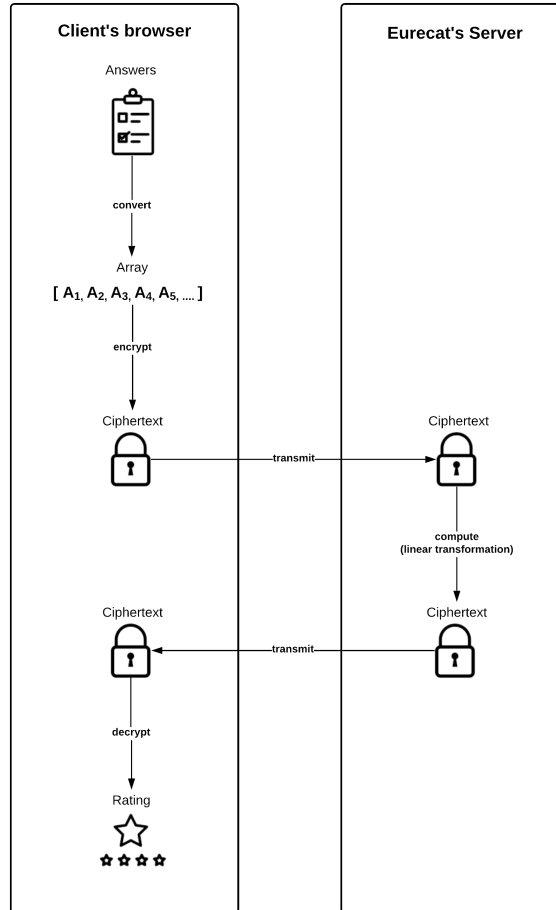 Client's browser
Answers
convert
Array
[ A₁, A₂, A₃, A₄, A₅, .... ]
encrypt
Ciphertext
transmit
Eurecat's Server
Ciphertext
compute
(linear transformation)
Ciphertext
transmit
Ciphertext
decrypt
Rating